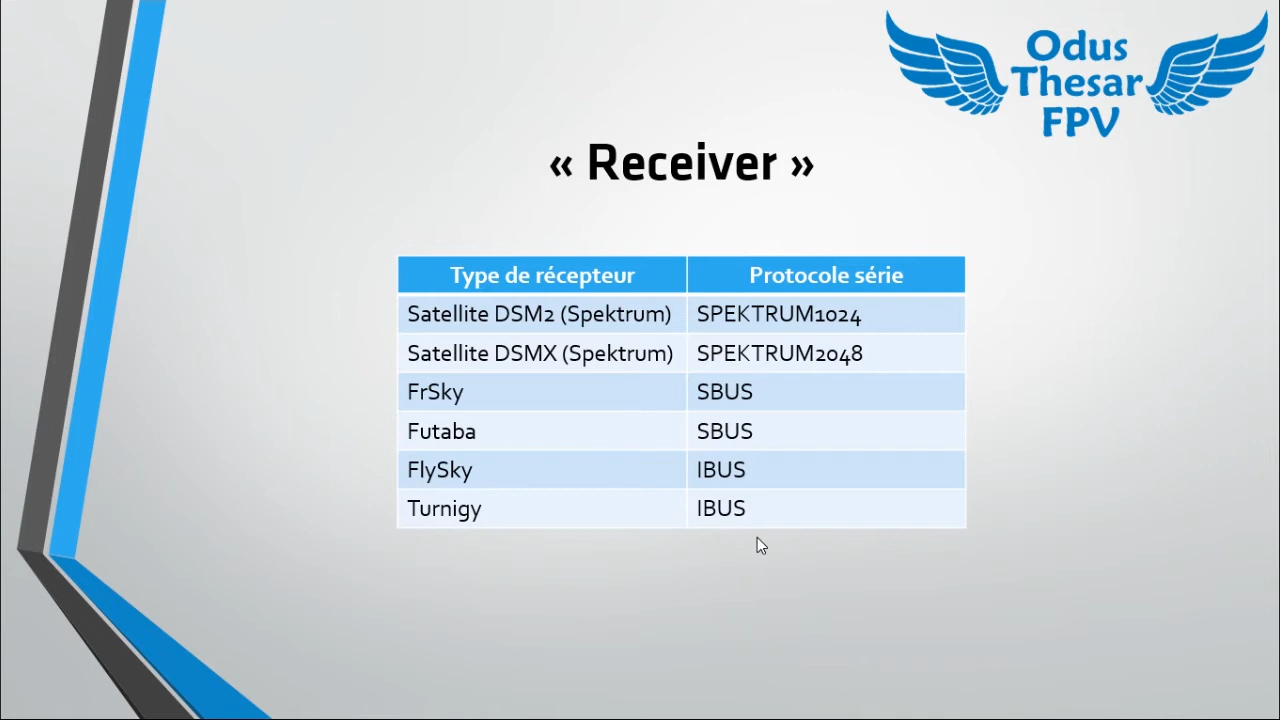 Odus
Thesar
FPV
« Receiver »
Type de récepteur Protocole série
Satellite DSM2 (Spektrum) SPEKTRUM1024
Satellite DSMX (Spektrum) SPEKTRUM2048
FrSky SBUS
Futaba SBUS
FlySky IBUS
Turnigy IBUS